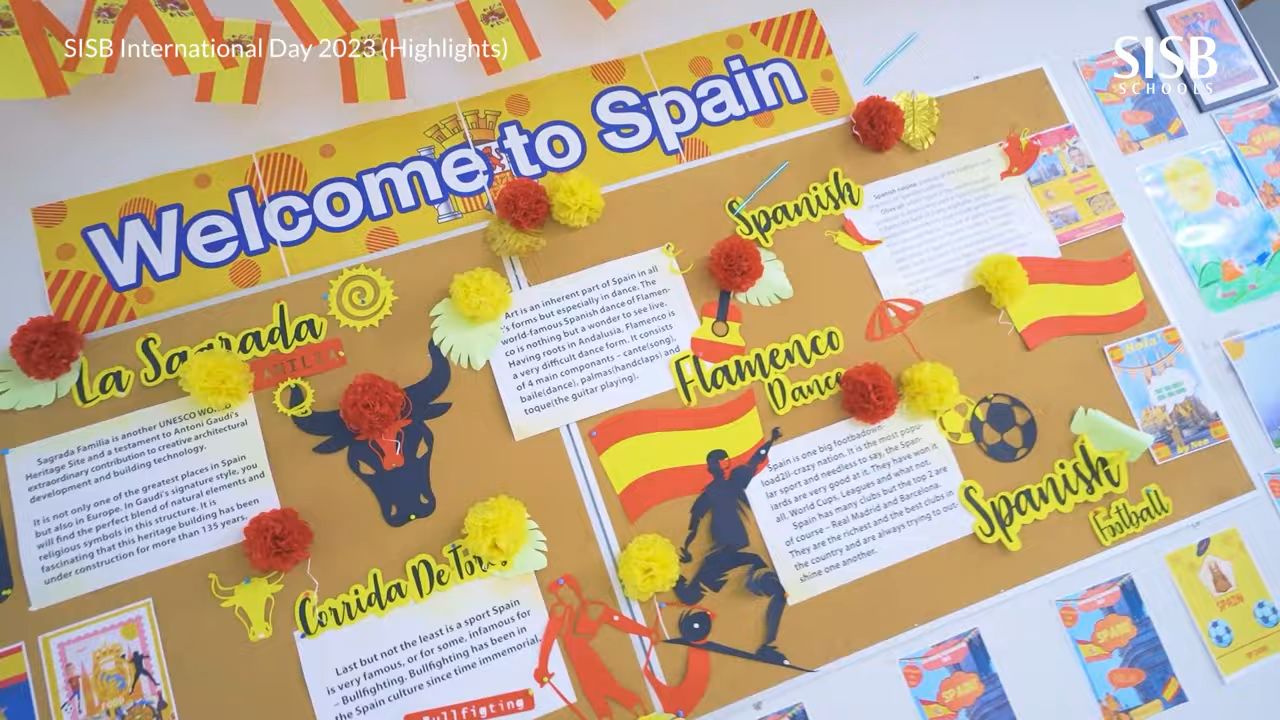 SISB International Day 2023 (Highlights)
SISB
SCHOOLS
Welcome to Spain
La Sagrada
Sagrada Familia is another UNESCO
Heritage Site and a testament to Antoni Gaudi's
extraordinary contribution to creative architectural
development and building technology.
It is not only one of the greatest places in Spain
but also in Europe. In Gaudi's signature style, you
will find the perfect blend of natural elements and
religious symbols in this structure. It is
fascinating that this heritage building has been
under construction for more than 135 years.
Corrida De
Last but not the least is a sport Spain
is very famous, or for some, infamous for
– Bullfighting. Bullfighting has been in
the Spain culture since time immemorial.
Bullfigting
Art is an inherent part of Spain in all
's forms but especially in dance. The
world-famous Spanish dance of Flamen-
co is nothing but a wonder to see live.
Having roots in Andalusia, Flamenco is
a very difficult dance form. It consists
of 4 main componants – cante(song),
baile(dance), palmas(handclaps) and
toque(the guitar playing).
Flamenco
Dance
Spanish
Spanish
Spain is one big
load2ll-crazy nation. It is the most popu-
lar sport and needless to say, the Span-
iards are very good at it. They have won it
all. World Cups. Leagues and what not.
Spain has many clubs but the top 2 are
of course – Real Madrid and Barcelona.
They are the richest and the best clubs in
the country and are always trying to out-
shine one another.
Spanish
Football
Hola!
SPAIN
SPAIN
SPAIN